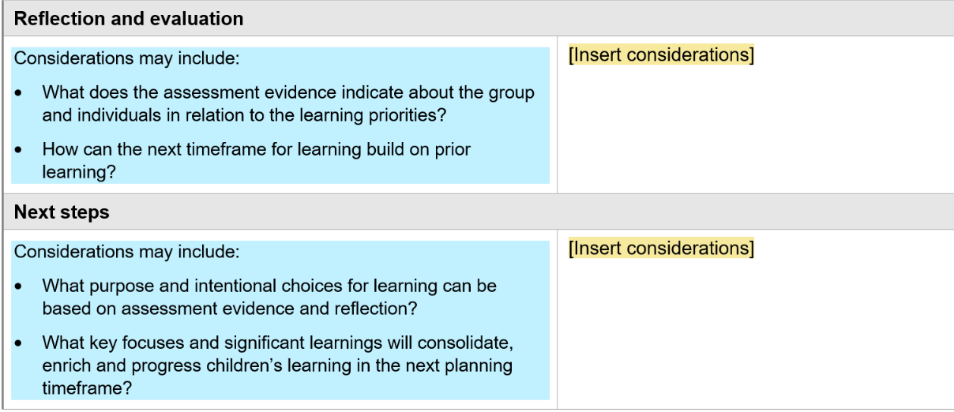 Reflection and evaluation
Considerations may include:
[Insert considerations]
• What does the assessment evidence indicate about the group
and individuals in relation to the learning priorities?
• How can the next timeframe for learning build on prior
learning?
Next steps
Considerations may include:
[Insert considerations]
• What purpose and intentional choices for learning can be
based on assessment evidence and reflection?
• What key focuses and significant learnings will consolidate,
enrich and progress children’s learning in the next planning
timeframe?